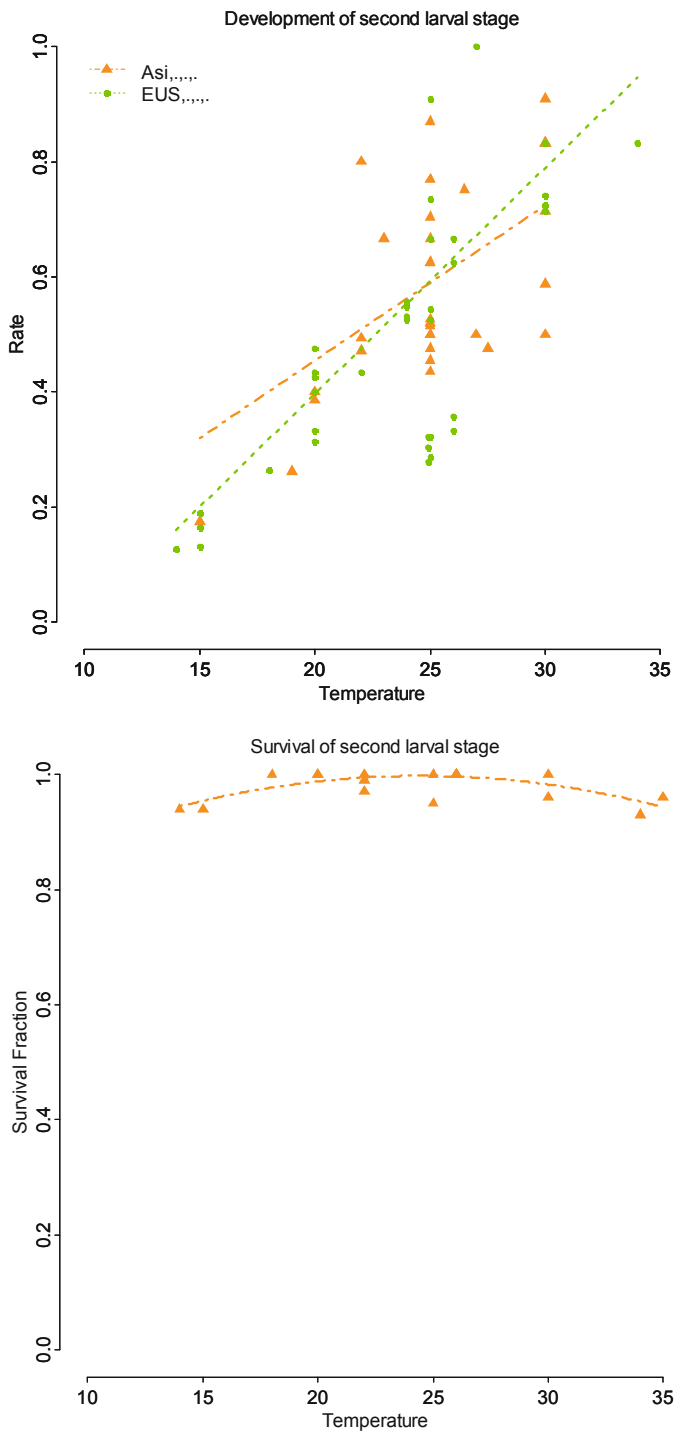 Development of second larval stage
Asi,.,.,.
EUS,.,.,.
1.0
0.8
0.6
0.4
0.2
0.0
Rate
10 15 20 25 30 35
Temperature
Survival of second larval stage
1.0
0.8
0.6
0.4
0.2
0.0
Survival Fraction
10 15 20 25 30 35
Temperature